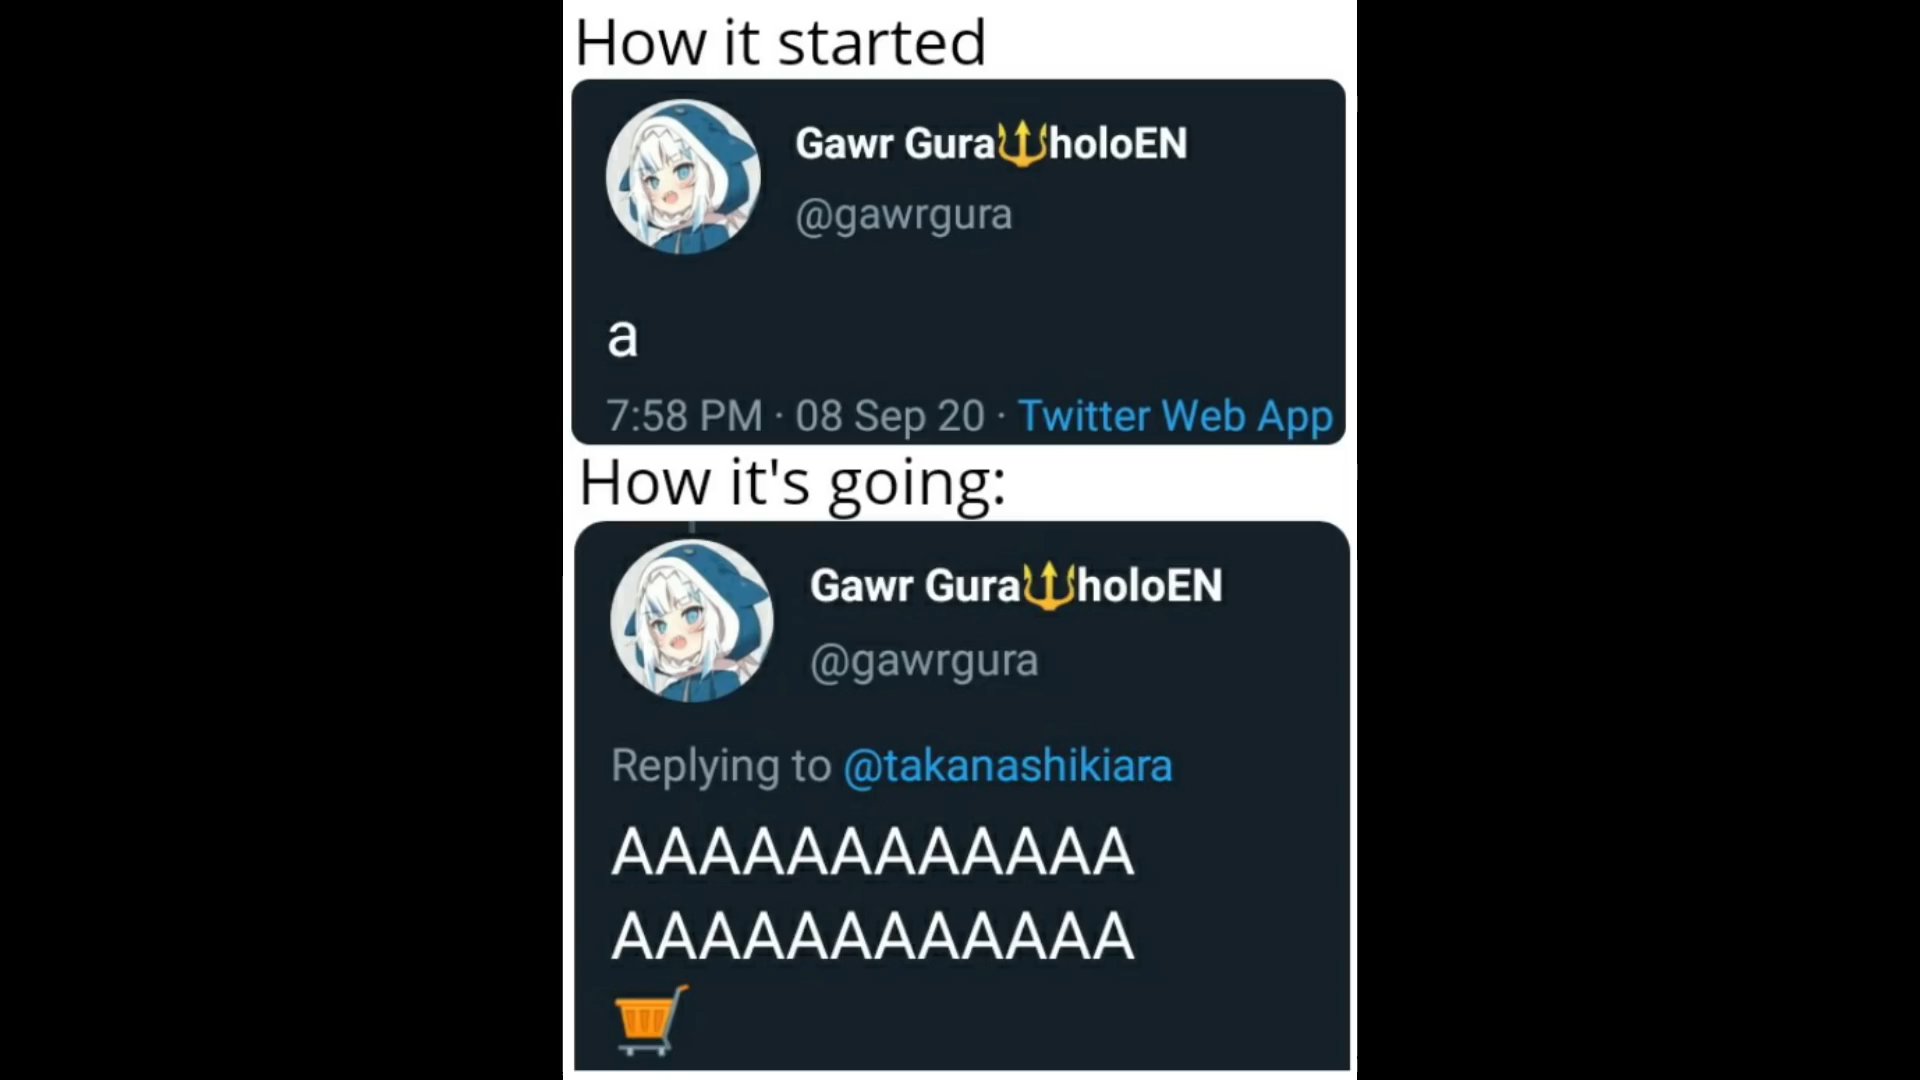 How it started
Gawr Gura🔱holoEN
@gawrgura
a
7:58 PM · 08 Sep 20 · Twitter Web App
How it's going:
Gawr Gura🔱holoEN
@gawrgura
Replying to @takanashikiara
AAAAAAAAAAAA
AAAAAAAAAAAA
🛒